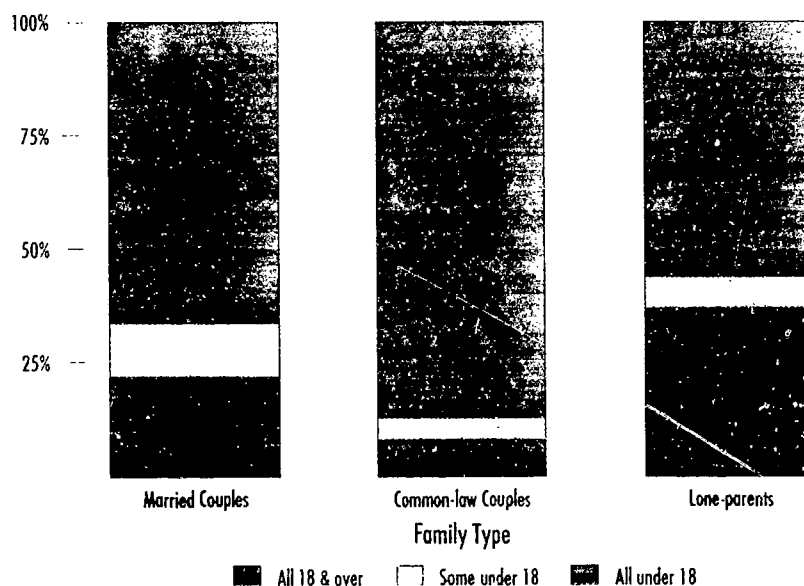 100%
75%
50%
25%
Married Couples
Common-law Couples
Lone-parents
Family Type
All 18 & over
Some under 18
All under 18